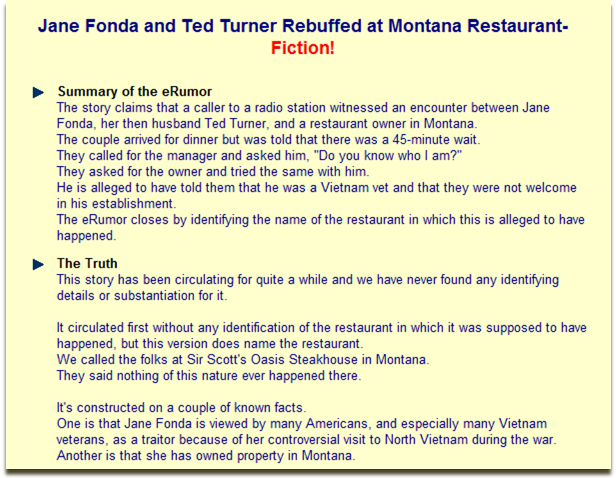 Jane Fonda and Ted Turner Rebuffed at Montana Restaurant-
Fiction!
Summary of the eRumor
The story claims that a caller to a radio station witnessed an encounter between Jane
Fonda, her then husband Ted Turner, and a restaurant owner in Montana.
The couple arrived for dinner but was told that there was a 45-minute wait.
They called for the manager and asked him, "Do you know who I am?"
They asked for the owner and tried the same with him.
He is alleged to have told them that he was a Vietnam vet and that they were not welcome
in his establishment.
The eRumor closes by identifying the name of the restaurant in which this is alleged to have
happened.
The Truth
This story has been circulating for quite a while and we have never found any identifying
details or substantiation for it.
It circulated first without any identification of the restaurant in which it was supposed to have
happened, but this version does name the restaurant.
We called the folks at Sir Scott's Oasis Steakhouse in Montana.
They said nothing of this nature ever happened there.
It's constructed on a couple of known facts.
One is that Jane Fonda is viewed by many Americans, and especially many Vietnam
veterans, as a traitor because of her controversial visit to North Vietnam during the war.
Another is that she has owned property in Montana.